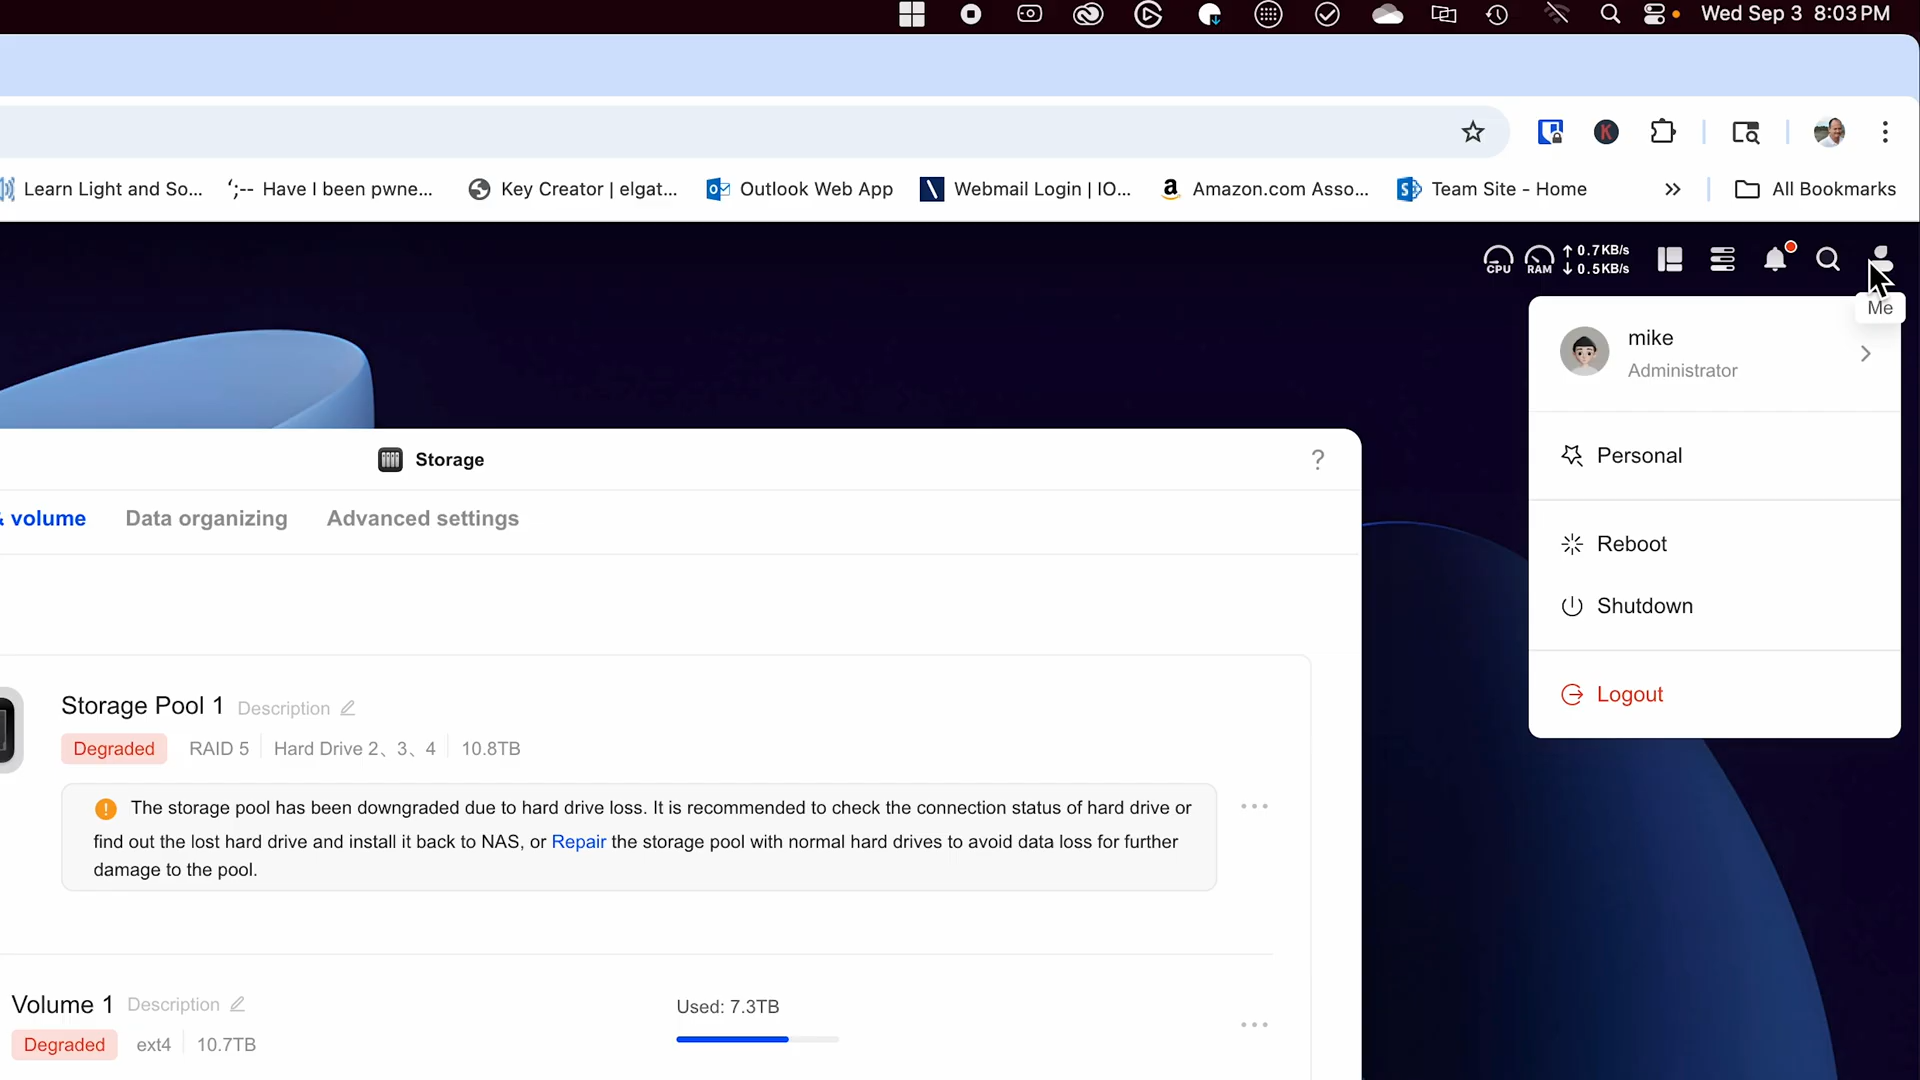 Wed Sep 3 8:03 PM
K
Learn Light and So...
';-- Have I been pwne...
Key Creator | elgat...
Outlook Web App
Webmail Login | IO...
Amazon.com Asso...
Team Site - Home
All Bookmarks
CPU
RAM
↑ 0.7 KB/s
↓ 0.5 KB/s
Me
mike
Administrator
Personal
Reboot
Shutdown
Logout
Storage
?
& volume
Data organizing
Advanced settings
Storage Pool 1 Description
Degraded RAID 5 Hard Drive 2、3、4 10.8TB
The storage pool has been downgraded due to hard drive loss. It is recommended to check the connection status of hard drive or
find out the lost hard drive and install it back to NAS, or Repair the storage pool with normal hard drives to avoid data loss for further
damage to the pool.
Volume 1 Description
Used: 7.3TB
Degraded ext4 10.7TB